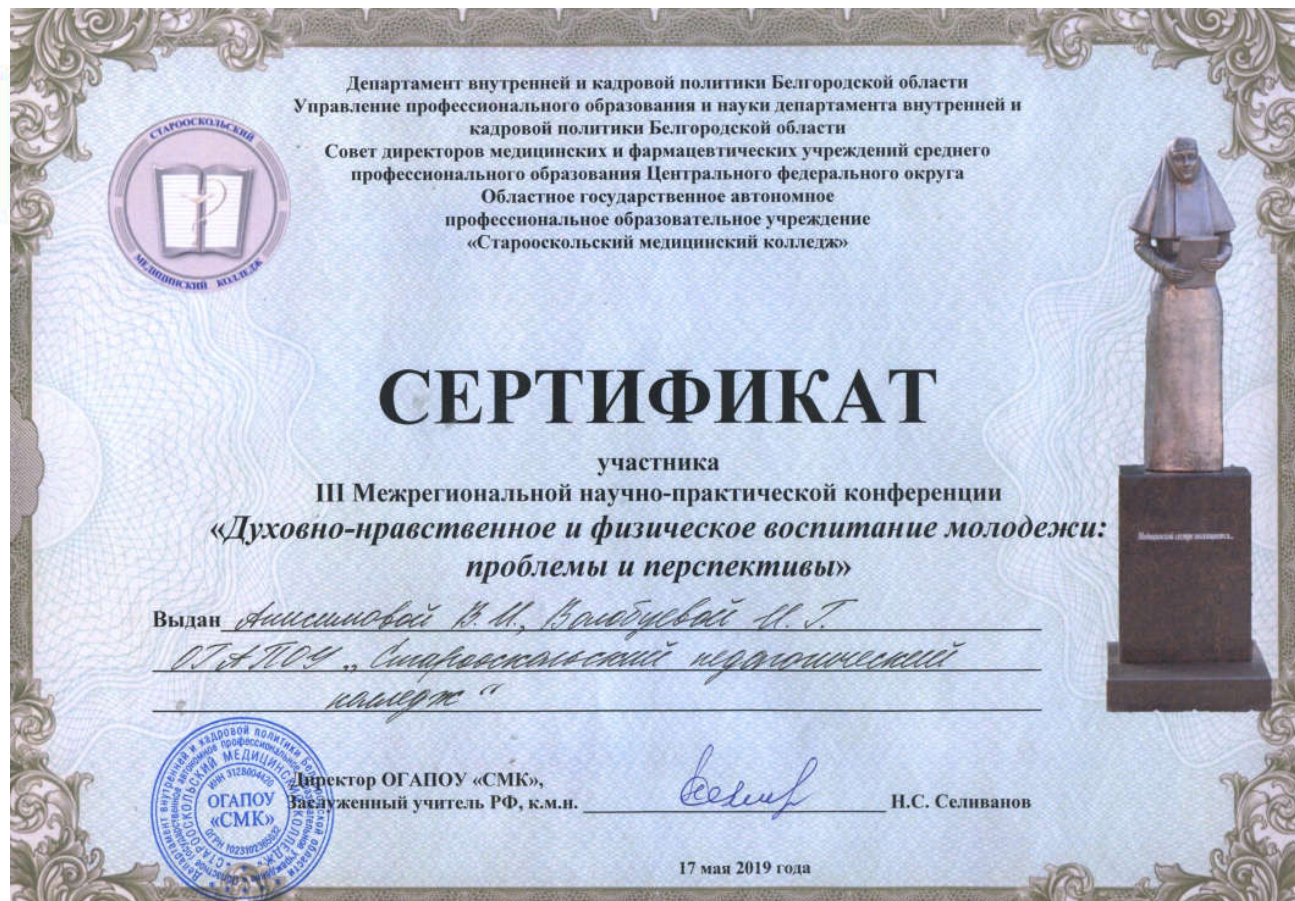 Департамент внутренней и кадровой политики Белгородской области
Управление профессионального образования и науки департамента внутренней и
кадровой политики Белгородской области
Совет директоров медицинских и фармацевтических учреждений среднего
профессионального образования Центрального федерального округа
Областное государственное автономное
профессиональное образовательное учреждение
«Старооскольский медицинский колледж»
СТАРООСКОЛЬСКИЙ
МЕДИЦИНСКИЙ КОЛЛЕДЖ
СЕРТИФИКАТ
участника
III Межрегиональной научно-практической конференции
«Духовно-нравственное и физическое воспитание молодежи:
проблемы и перспективы»
Выдан Анисимовой В. М., Волобуевой И. Г.
ОГАПОУ „Старооскольский педагогический
колледж“
Директор ОГАПОУ «СМК»,
Заслуженный учитель РФ, к.м.н.
Н.С. Селиванов
ОГАПОУ
«СМК»
ИНН 3128004420
17 мая 2019 года